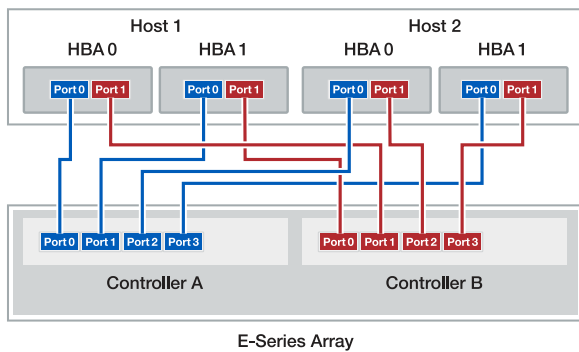 Host 1 Host 2
HBA 0 HBA 1 HBA 0 HBA 1
Port 0 Port 1 Port 0 Port 1 Port 0 Port 1 Port 0 Port 1
Port 0 Port 1 Port 2 Port 3 Port 0 Port 1 Port 2 Port 3
Controller A Controller B
E-Series Array